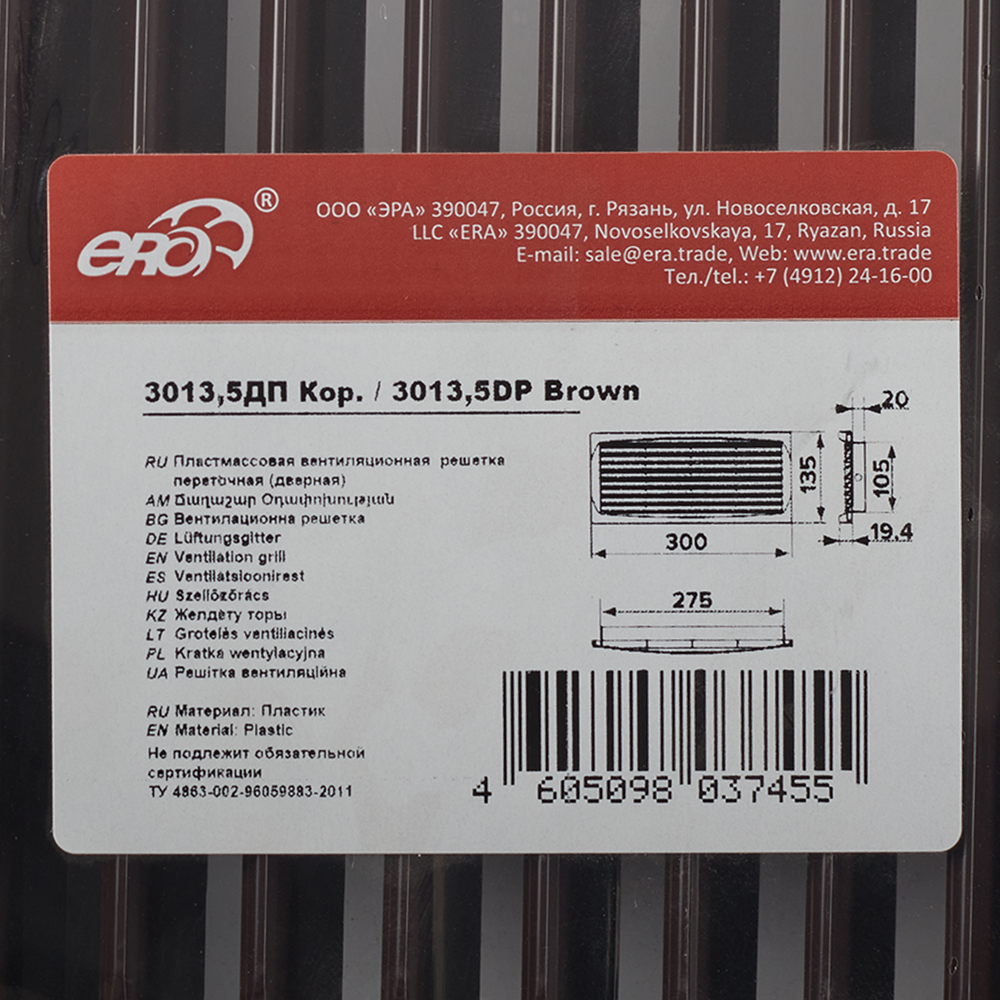 ERA®
ООО «ЭРА» 390047, Россия, г. Рязань, ул. Новоселковская, д. 17
LLC «ERA» 390047, Novoselkovskaya, 17, Ryazan, Russia
E-mail: sale@era.trade, Web: www.era.trade
Тел./tel.: +7 (4912) 24-16-00
3013,5ДП Кор. / 3013,5DP Brown
RU Пластмассовая вентиляционная решетка
переточная (дверная)
AM Ճաղաշար Օդափոխության
BG Вентилационна решетка
DE Lüftungsgitter
EN Ventilation grill
ES Ventilatsioonirest
HU Szellőzőrács
KZ Желдету торы
LT Grotelės ventiliacinės
PL Kratka wentylacyjna
UA Решітка вентиляційна
RU Материал: Пластик
EN Material: Plastic
Не подлежит обязательной
сертификации
ТУ 4863-002-96059883-2011
20
135
105
300
19,4
275
4 605098 037455